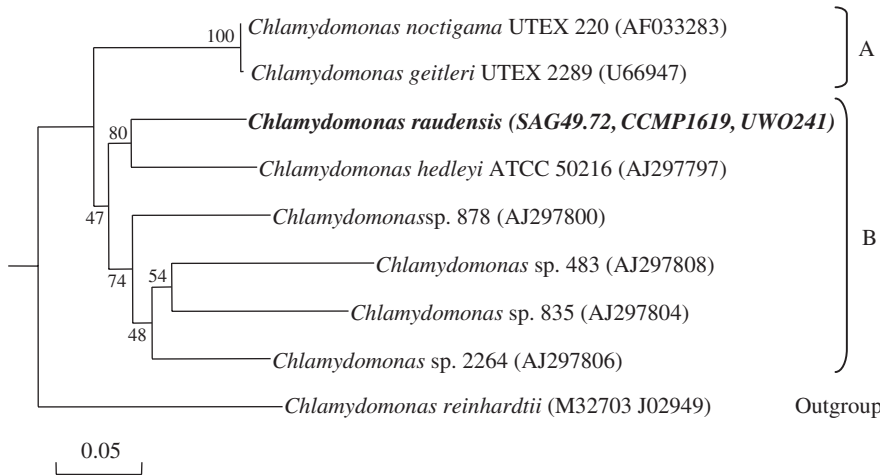 100
Chlamydomonas noctigama UTEX 220 (AF033283)
A
Chlamydomonas geitleri UTEX 2289 (U66947)
80
Chlamydomonas raudensis (SAG49.72, CCMP1619, UWO241)
Chlamydomonas hedleyi ATCC 50216 (AJ297797)
47
Chlamydomonassp. 878 (AJ297800)
B
74
54
Chlamydomonas sp. 483 (AJ297808)
Chlamydomonas sp. 835 (AJ297804)
48
Chlamydomonas sp. 2264 (AJ297806)
Chlamydomonas reinhardtii (M32703 J02949) Outgroup
0.05